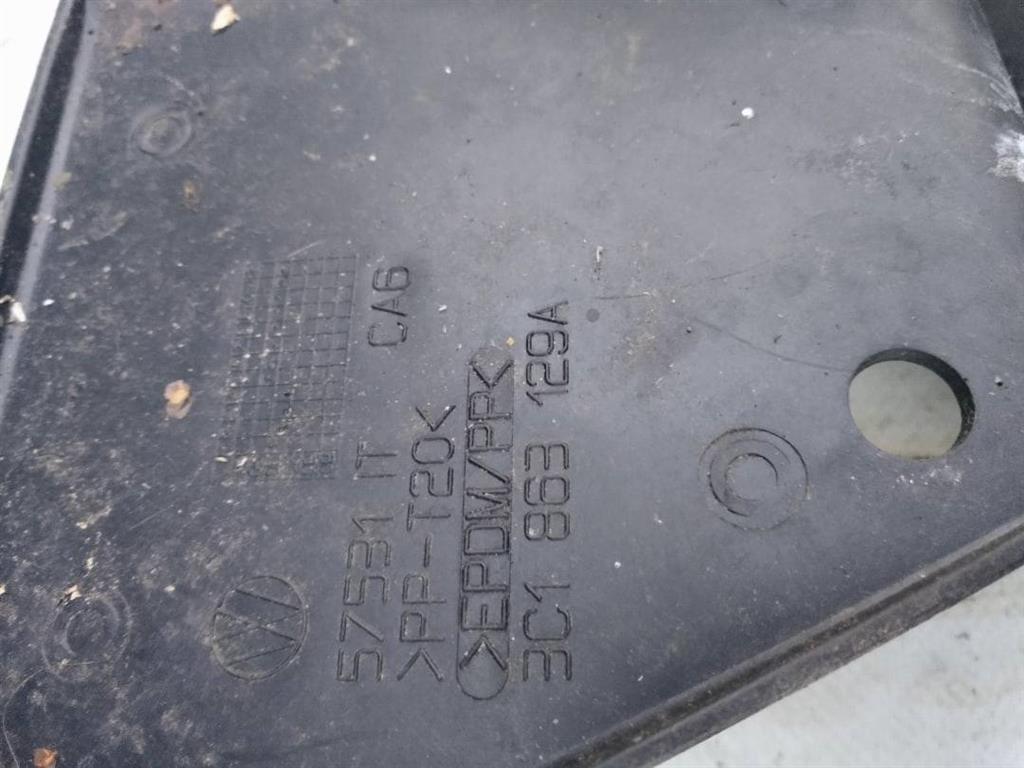 CA6
57531 IT
>PP-T20<
>EPDM/PP<
3C1 863 129A